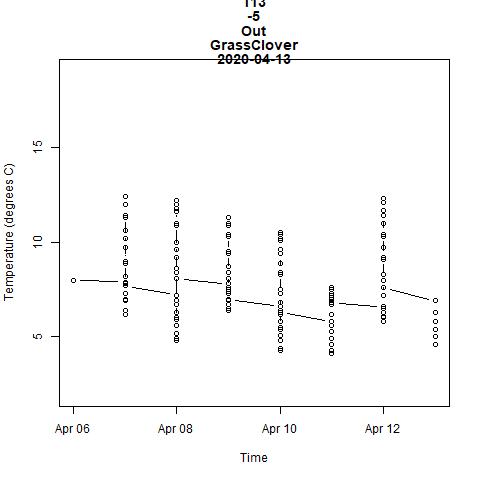 -5
Out
GrassClover
2020-04-13
Temperature (degrees C)
15
10
5
Apr 06
Apr 08
Apr 10
Apr 12
Time